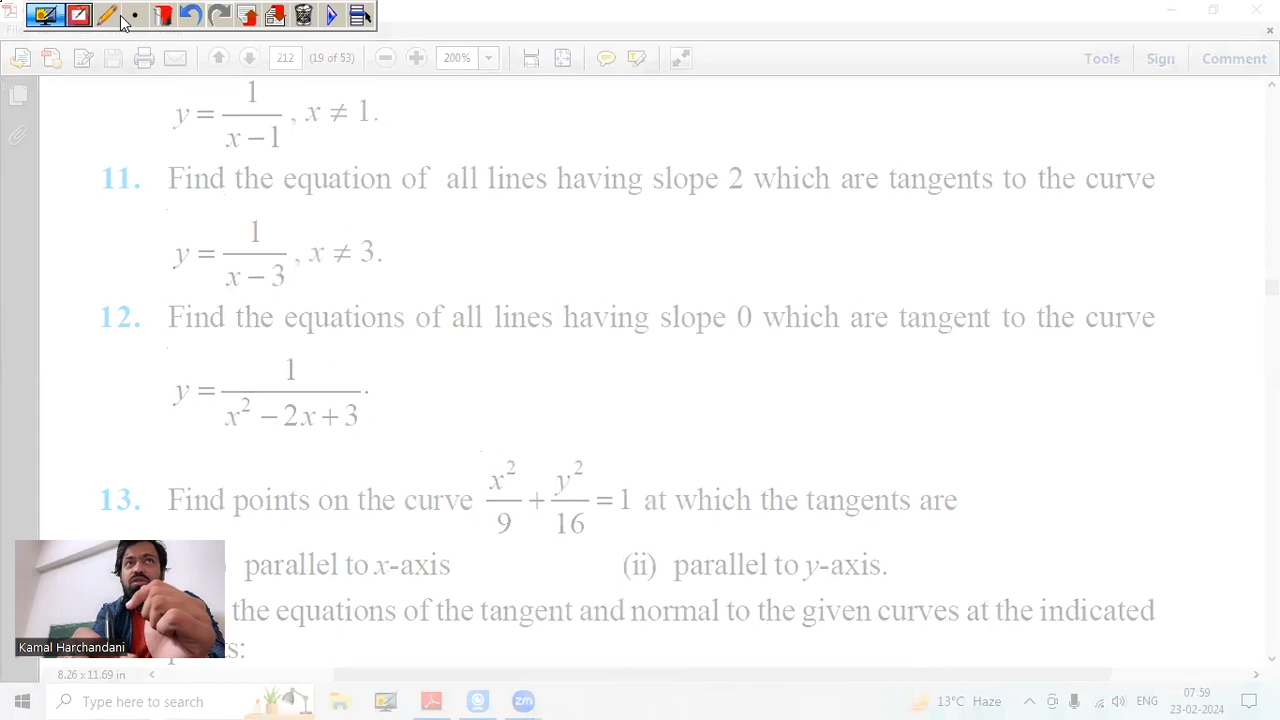 212 (19 of 53) 200% Tools Sign Comment
y = 1/(x − 1), x ≠ 1.
11. Find the equation of all lines having slope 2 which are tangents to the curve
y = 1/(x − 3), x ≠ 3.
12. Find the equations of all lines having slope 0 which are tangent to the curve
y = 1/(x² − 2x + 3).
13. Find points on the curve x²/9 + y²/16 = 1 at which the tangents are
parallel to x-axis (ii) parallel to y-axis.
the equations of the tangent and normal to the given curves at the indicated
Kamal Harchandani
8.26 x 11.69 in
Type here to search 13°C Haze ENG 07:59
23-02-2024